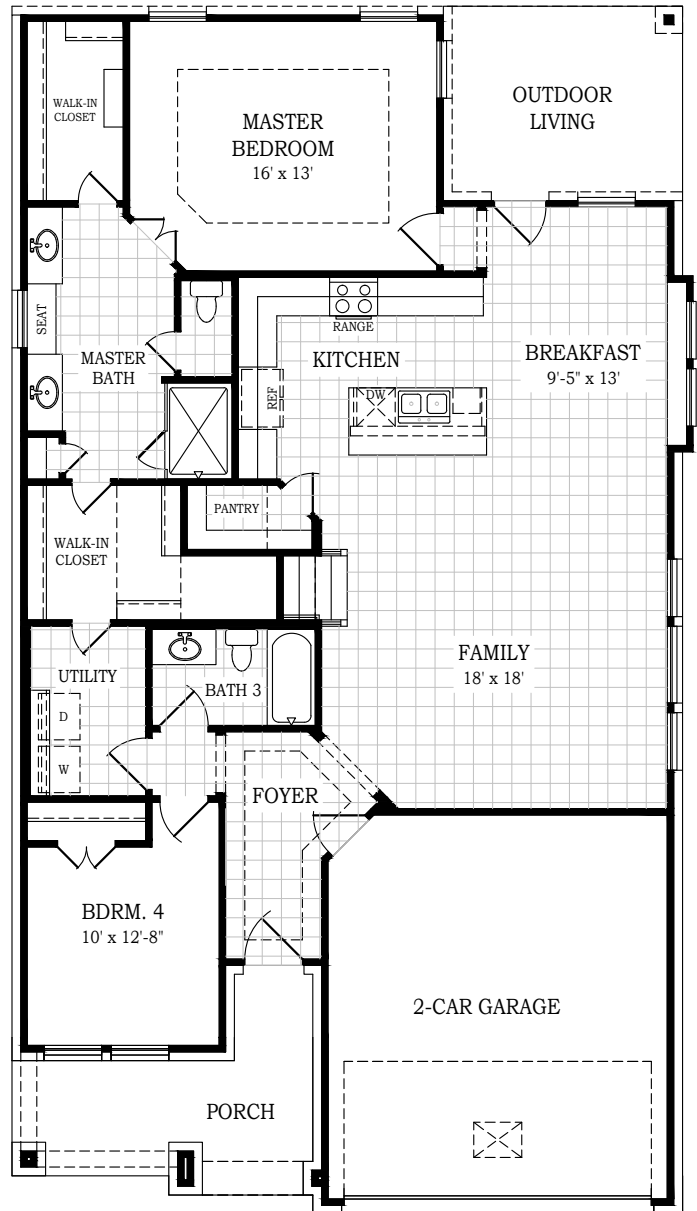 WALK-IN
CLOSET
MASTER
BEDROOM
16' x 13'
OUTDOOR
LIVING
SEAT
MASTER
BATH
RANGE
KITCHEN
REF
DW
BREAKFAST
9'-5" x 13'
PANTRY
WALK-IN
CLOSET
UTILITY
D
W
BATH 3
FAMILY
18' x 18'
FOYER
BDRM. 4
10' x 12'-8"
2-CAR GARAGE
PORCH